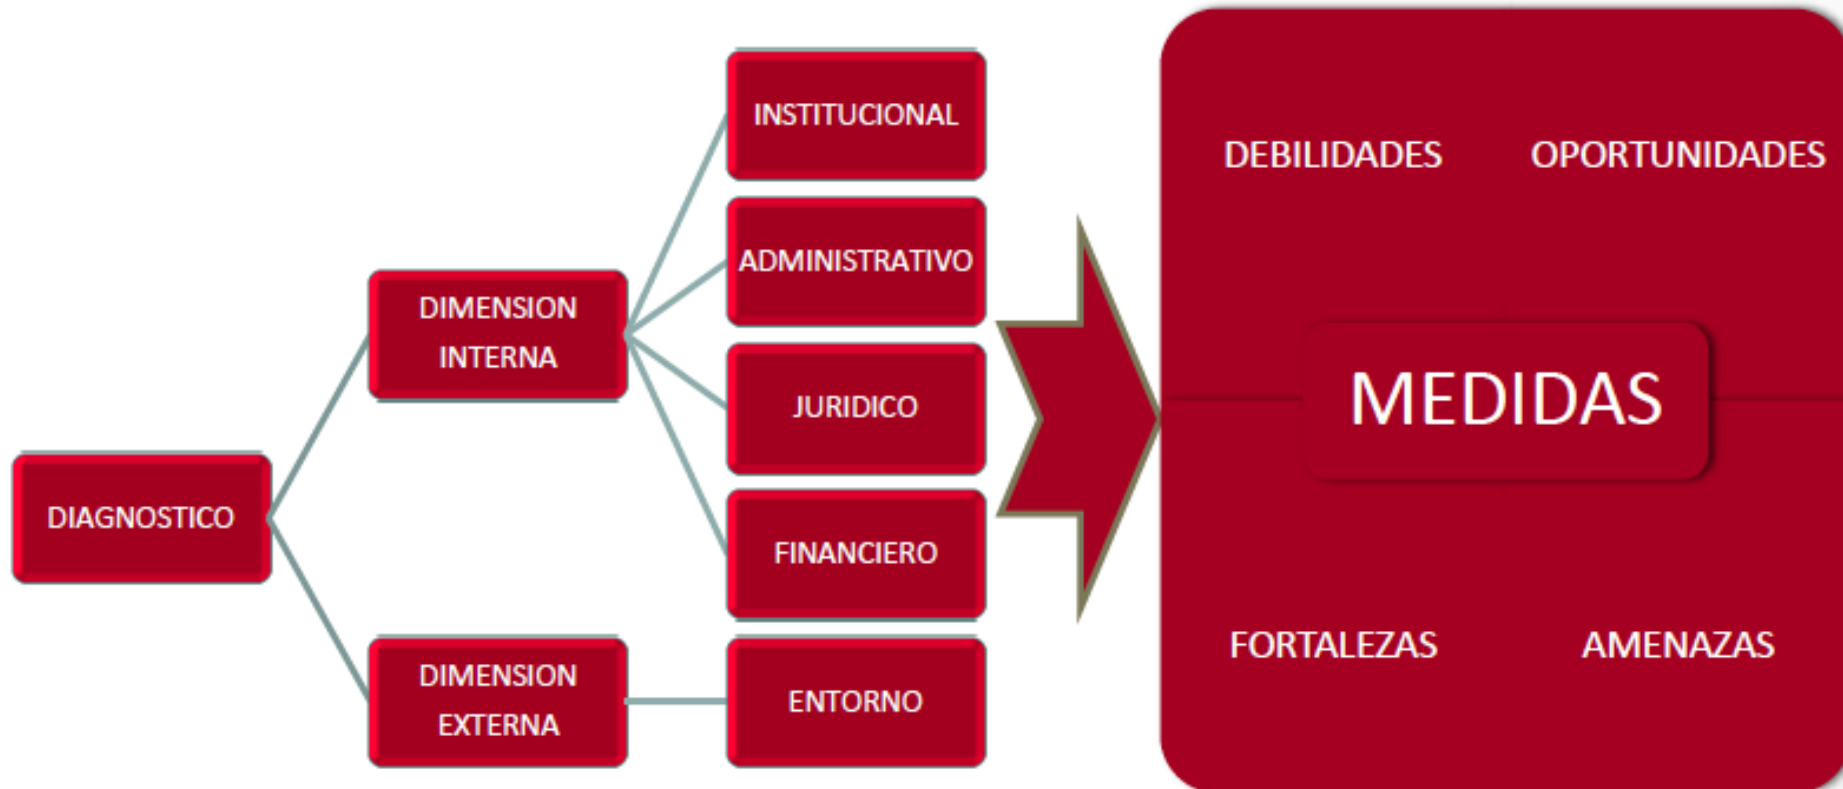 DIAGNOSTICO
DIMENSION
INTERNA
DIMENSION
EXTERNA
INSTITUCIONAL
ADMINISTRATIVO
JURIDICO
FINANCIERO
ENTORNO
DEBILIDADES
OPORTUNIDADES
MEDIDAS
FORTALEZAS
AMENAZAS